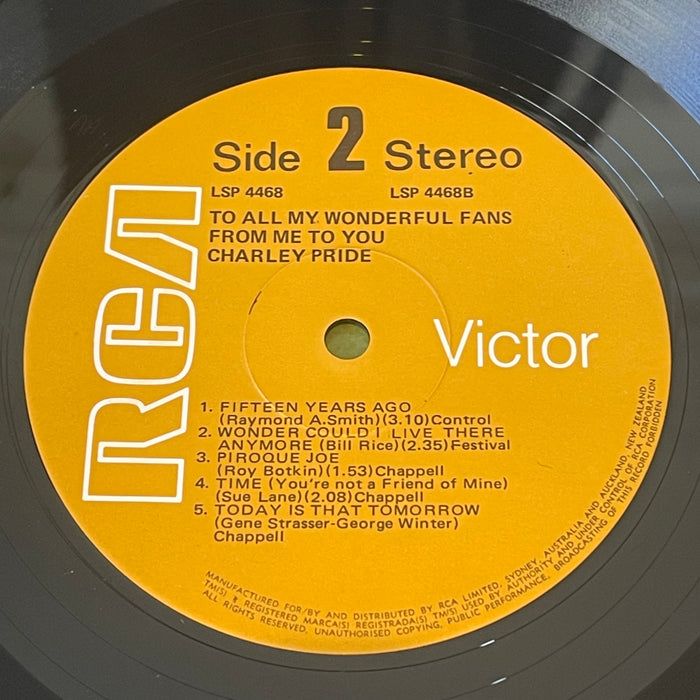 Side 2 Stereo
LSP 4468 LSP 4468B
TO ALL MY WONDERFUL FANS
FROM ME TO YOU
CHARLEY PRIDE
RCA
Victor
1. FIFTEEN YEARS AGO
(Raymond A.Smith)(3.10)Control
2. WONDER COULD I LIVE THERE
ANYMORE (Bill Rice)(2.35)Festival
3. PIROQUE JOE
(Roy Botkin)(1.53)Chappell
4. TIME (You're not a Friend of Mine)
(Sue Lane)(2.08)Chappell
5. TODAY IS THAT TOMORROW
(Gene Strasser-George Winter)
Chappell
MANUFACTURED FOR/BY AND DISTRIBUTED BY RCA LIMITED, SYDNEY, AUSTRALIA AND AUCKLAND, NEW ZEALAND
TM(S) ® REGISTERED MARCA(S) REGISTRADA(S) TM(S) USED BY AUTHORITY AND UNDER CONTROL OF RCA CORPORATION
ALL RIGHTS RESERVED, UNAUTHORISED COPYING, PUBLIC PERFORMANCE, BROADCASTING OF THIS RECORD FORBIDDEN